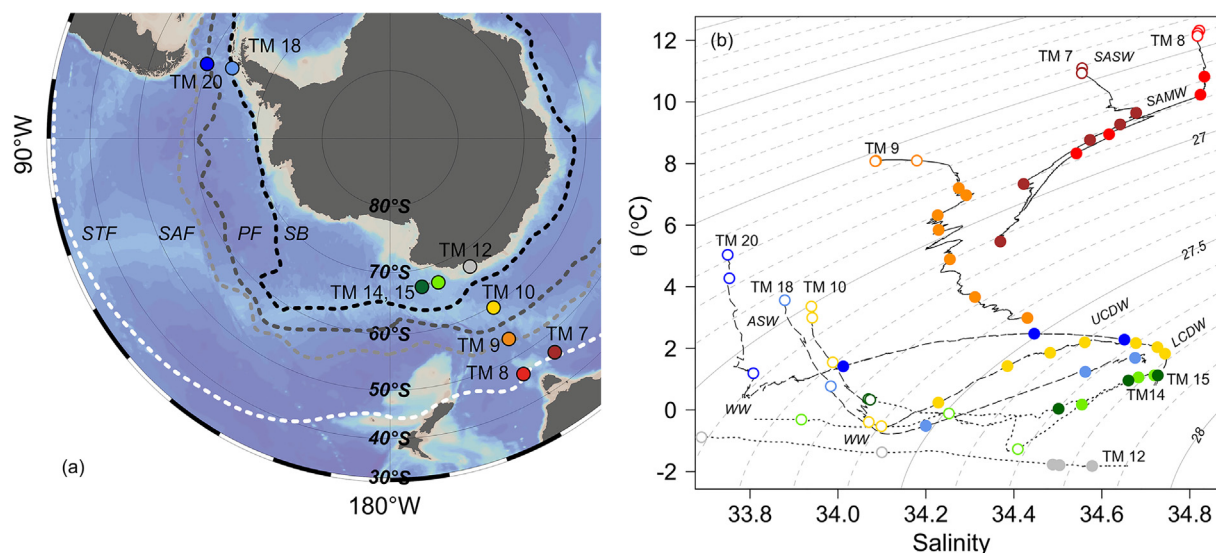 TM 18
TM 20
90°W
80°S
STF SAF PF SB
TM 12
70°S
TM 14, 15
TM 10
60°S
TM 9
TM 7
TM 8
50°S
40°S
(a)
30°S
180°W
(b)
TM 8
TM 7
SASW
SAMW
27
TM 9
TM 20
27.5
TM 18
TM 10
ASW
UCDW
LCDW
TM 15
TM14
WW
WW
28
TM 12
12
10
8
6
4
2
0
-2
θ (°C)
33.8 34.0 34.2 34.4 34.6 34.8
Salinity